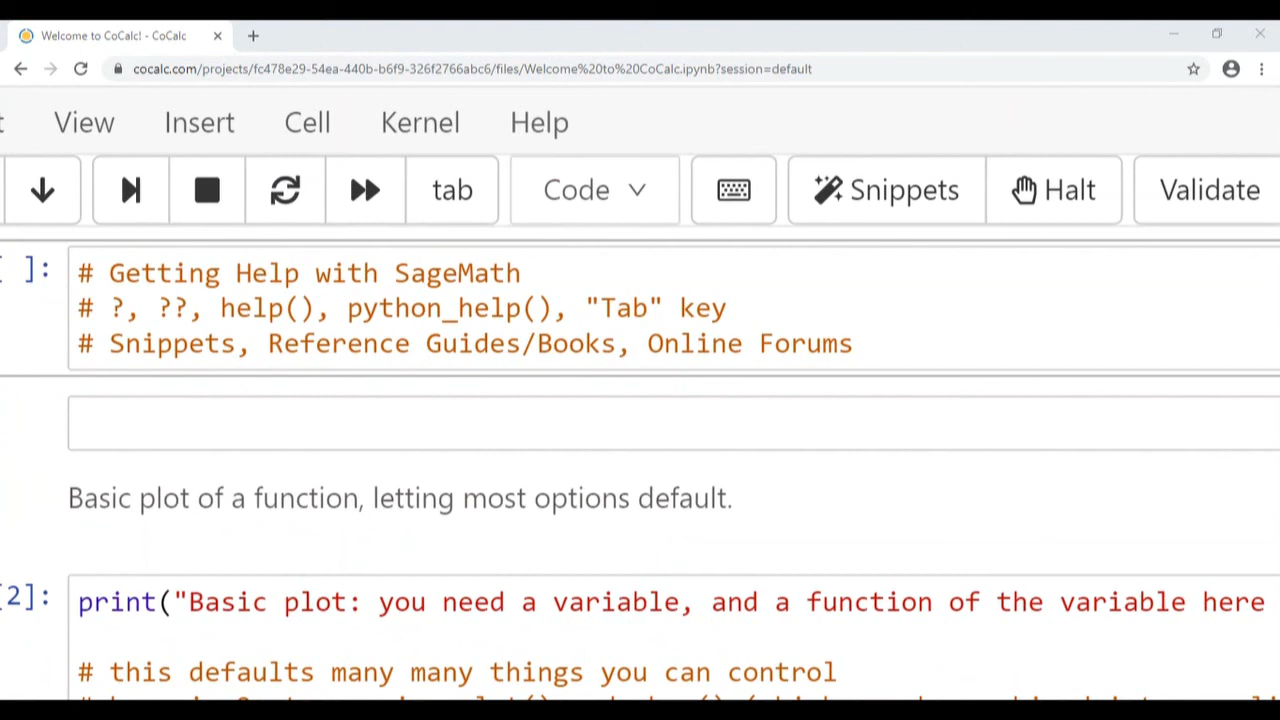 Welcome to CoCalc! - CoCalc
cocalc.com/projects/fc478e29-54ea-440b-b6f9-326f2766abc6/files/Welcome%20to%20CoCalc.ipynb?session=default
View Insert Cell Kernel Help
tab Code Snippets Halt Validate
[ ]: # Getting Help with SageMath
# ?, ??, help(), python_help(), "Tab" key
# Snippets, Reference Guides/Books, Online Forums
Basic plot of a function, letting most options default.
[2]: print("Basic plot: you need a variable, and a function of the variable here
# this defaults many many things you can control